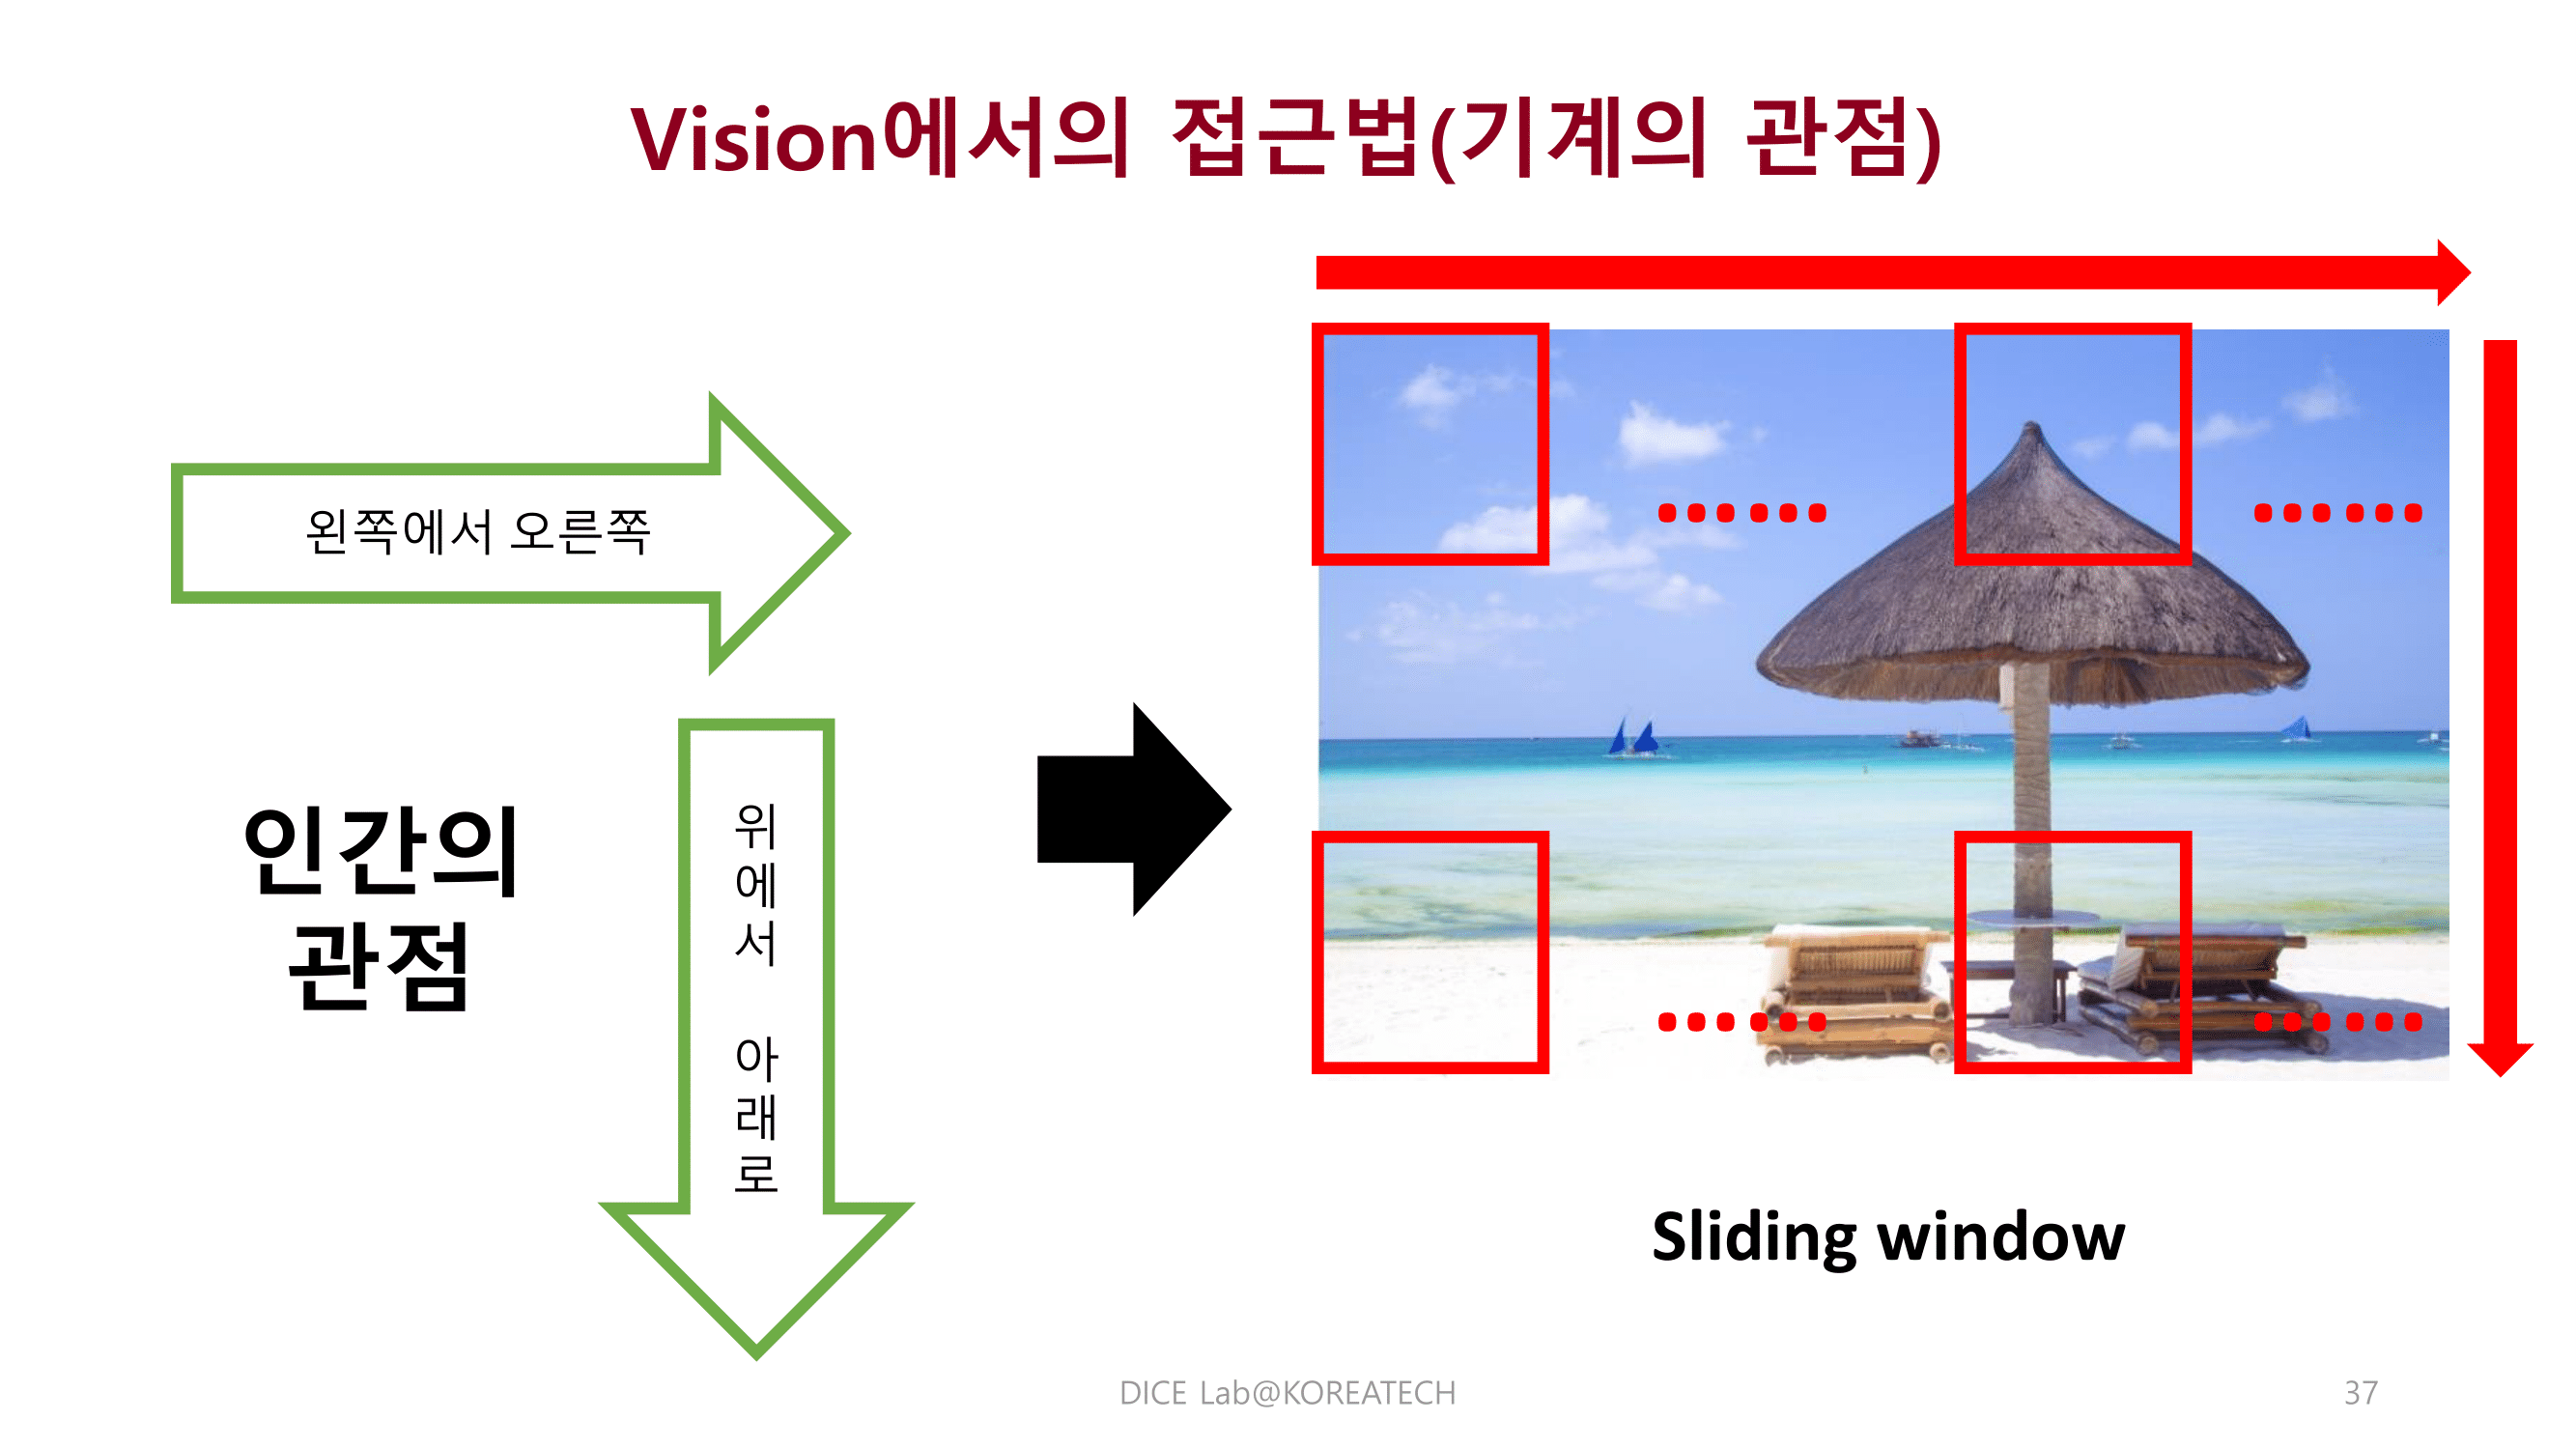 Vision에서의 접근법(기계의 관점)
왼쪽에서 오른쪽
인간의
관점
위
에
서
아
래
로
Sliding window
DICE Lab@KOREATECH
37